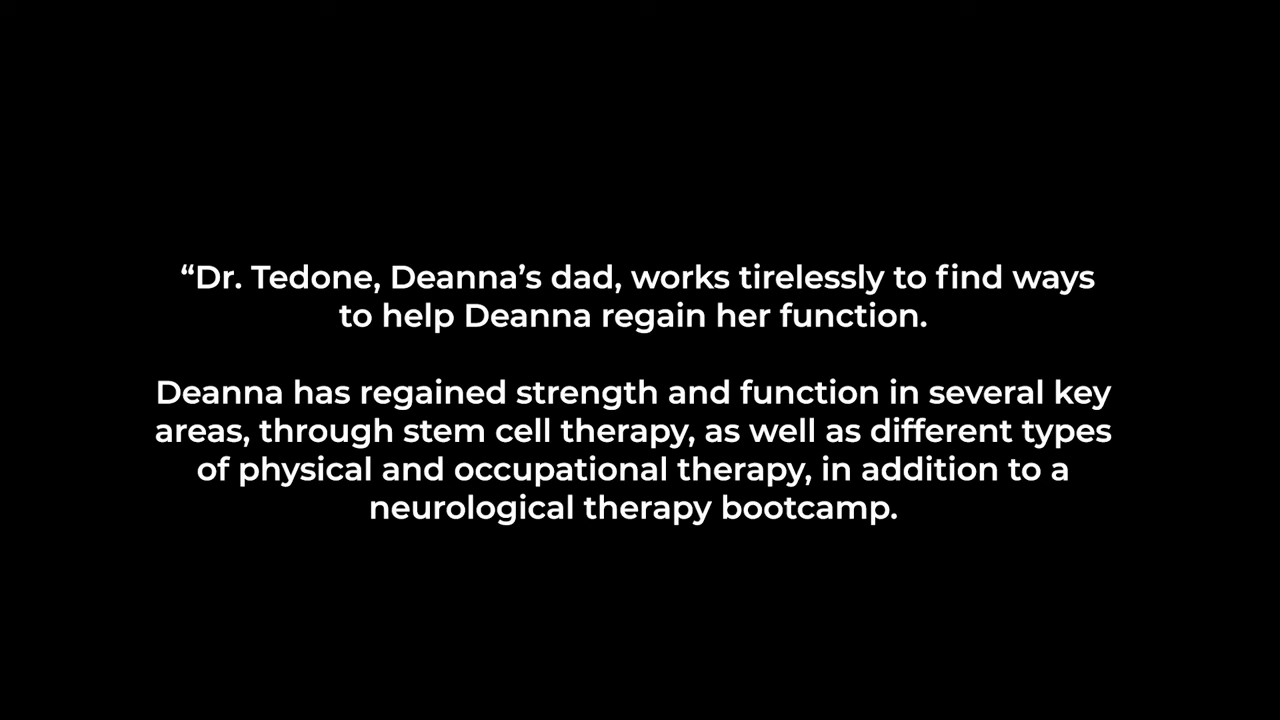 “Dr. Tedone, Deanna’s dad, works tirelessly to find ways
to help Deanna regain her function.
Deanna has regained strength and function in several key
areas, through stem cell therapy, as well as different types
of physical and occupational therapy, in addition to a
neurological therapy bootcamp.